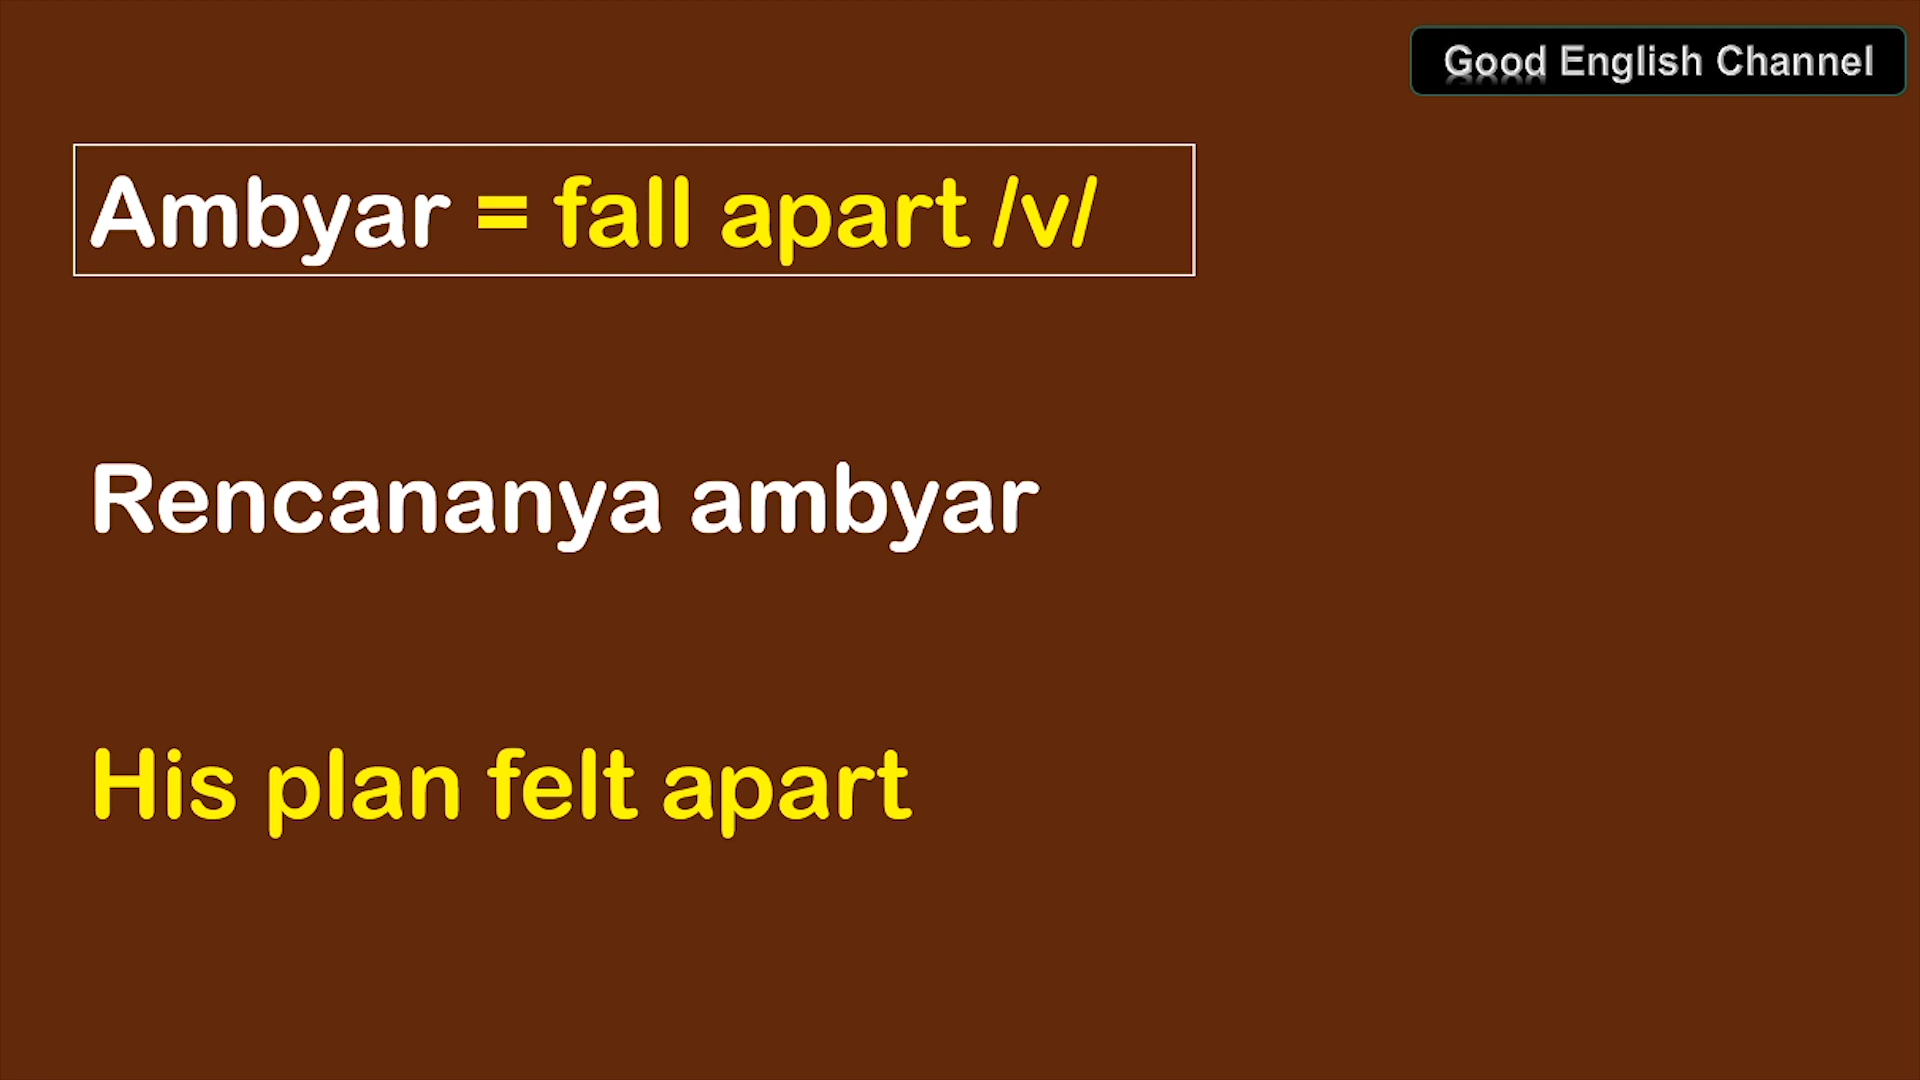 Good English Channel
Ambyar = fall apart /v/
Rencananya ambyar
His plan felt apart